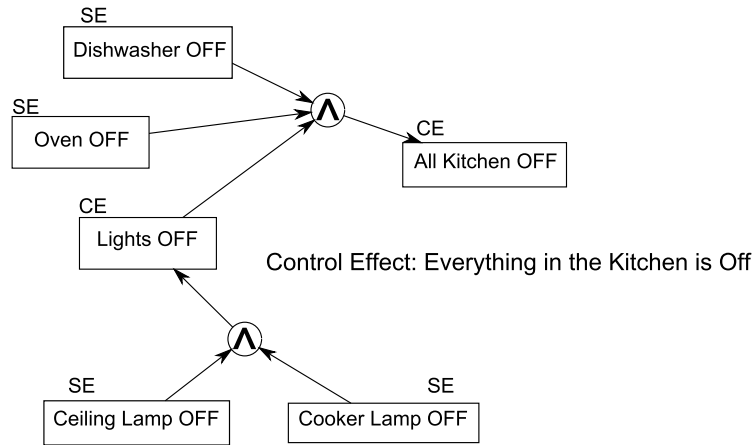 SE
Dishwasher OFF
SE
Oven OFF
Λ
CE
All Kitchen OFF
CE
Lights OFF
Control Effect: Everything in the Kitchen is Off
Λ
SE
Ceiling Lamp OFF
SE
Cooker Lamp OFF